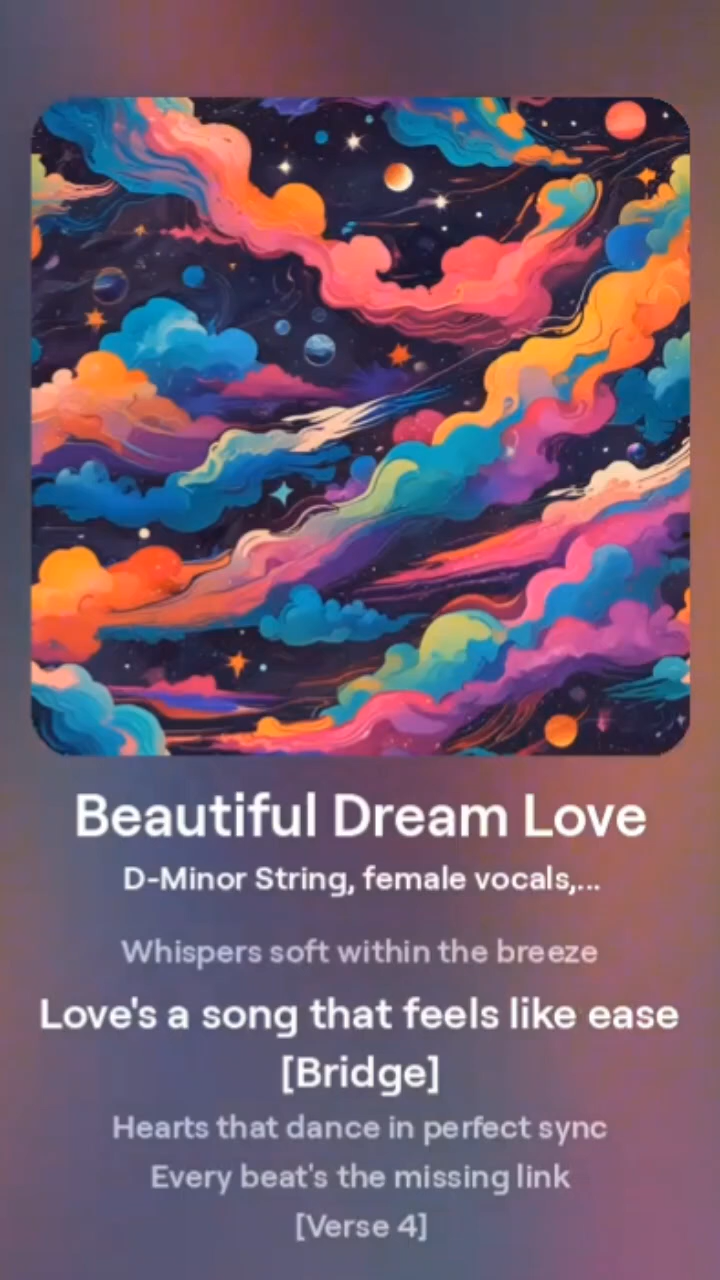 Beautiful Dream Love
D-Minor String, female vocals,...
Whispers soft within the breeze
Love's a song that feels like ease
[Bridge]
Hearts that dance in perfect sync
Every beat's the missing link
[Verse 4]